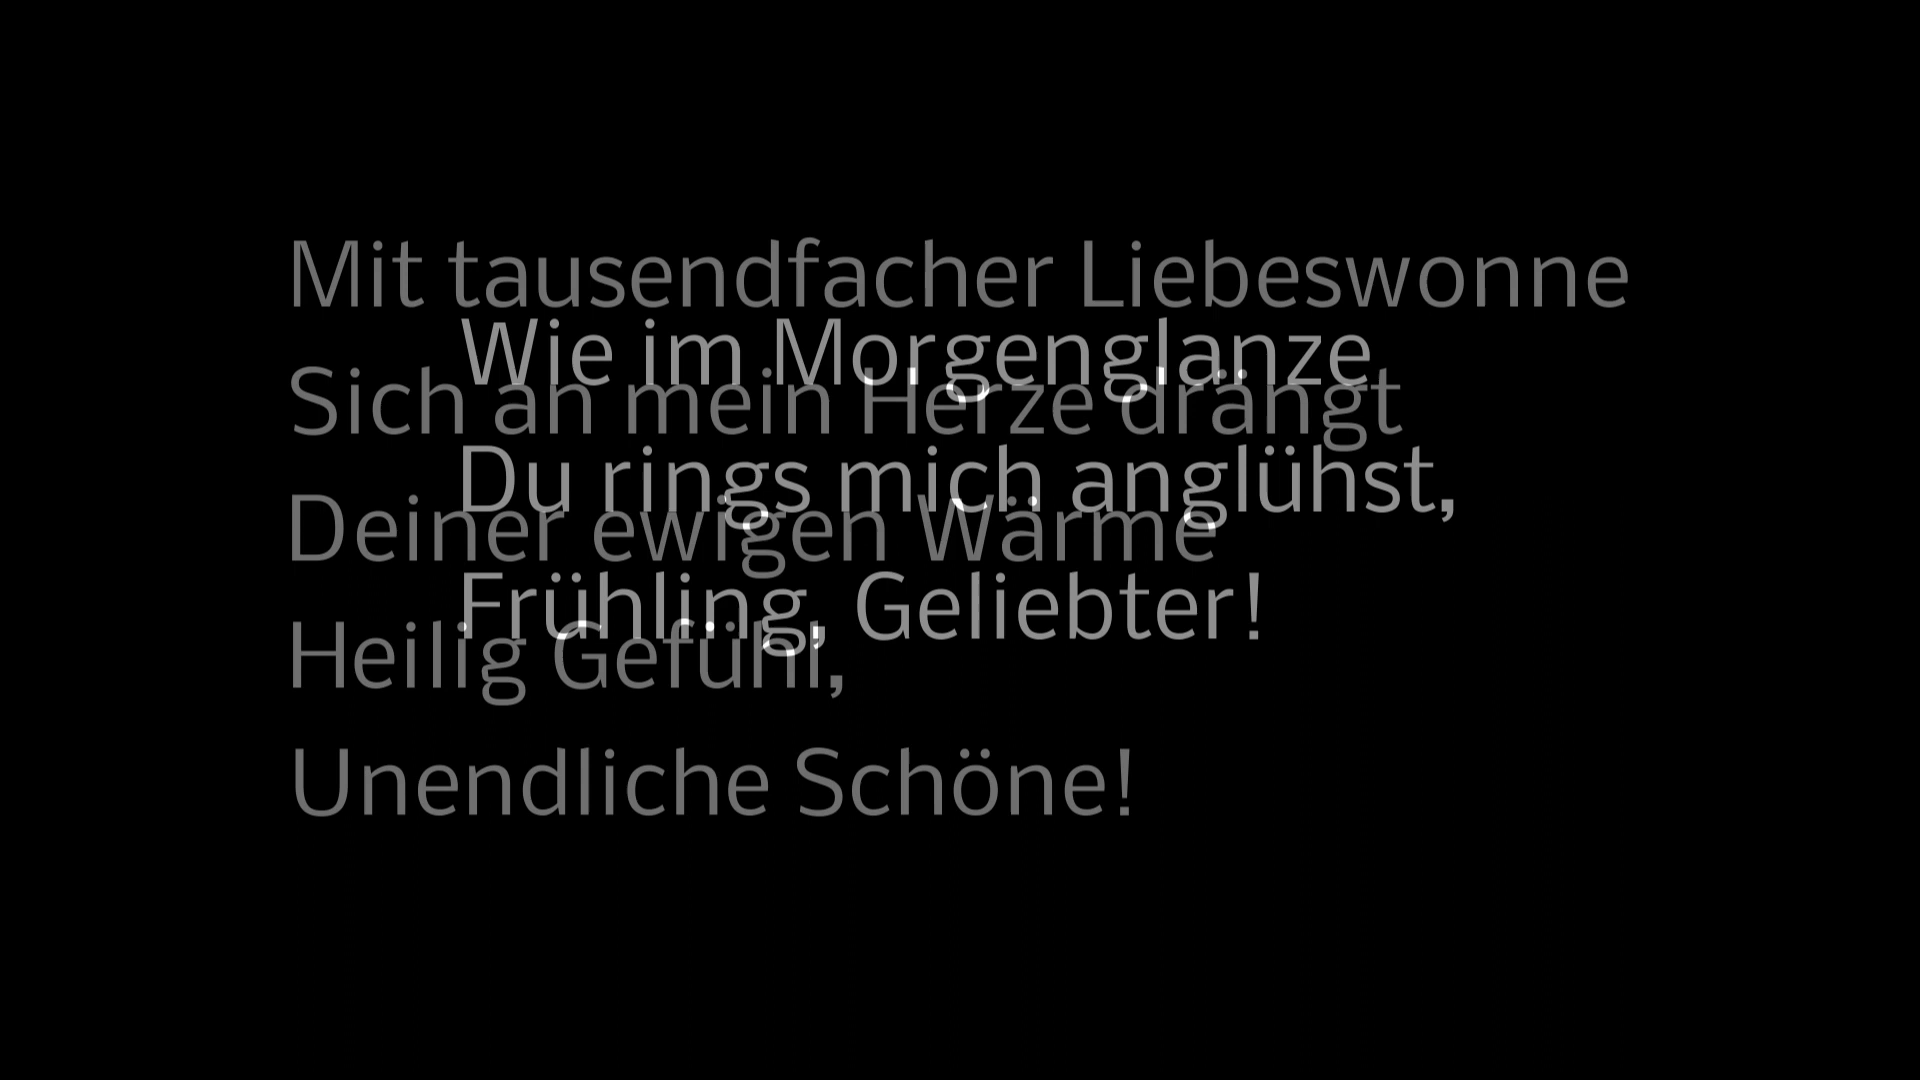 Mit tausendfacher Liebeswonne
Wie im Morgenglanze
Sich an mein Herze drängt
Du rings mich anglühst,
Deiner ewigen Wärme
Frühling, Geliebter!
Heilig Gefühl,
Unendliche Schöne!